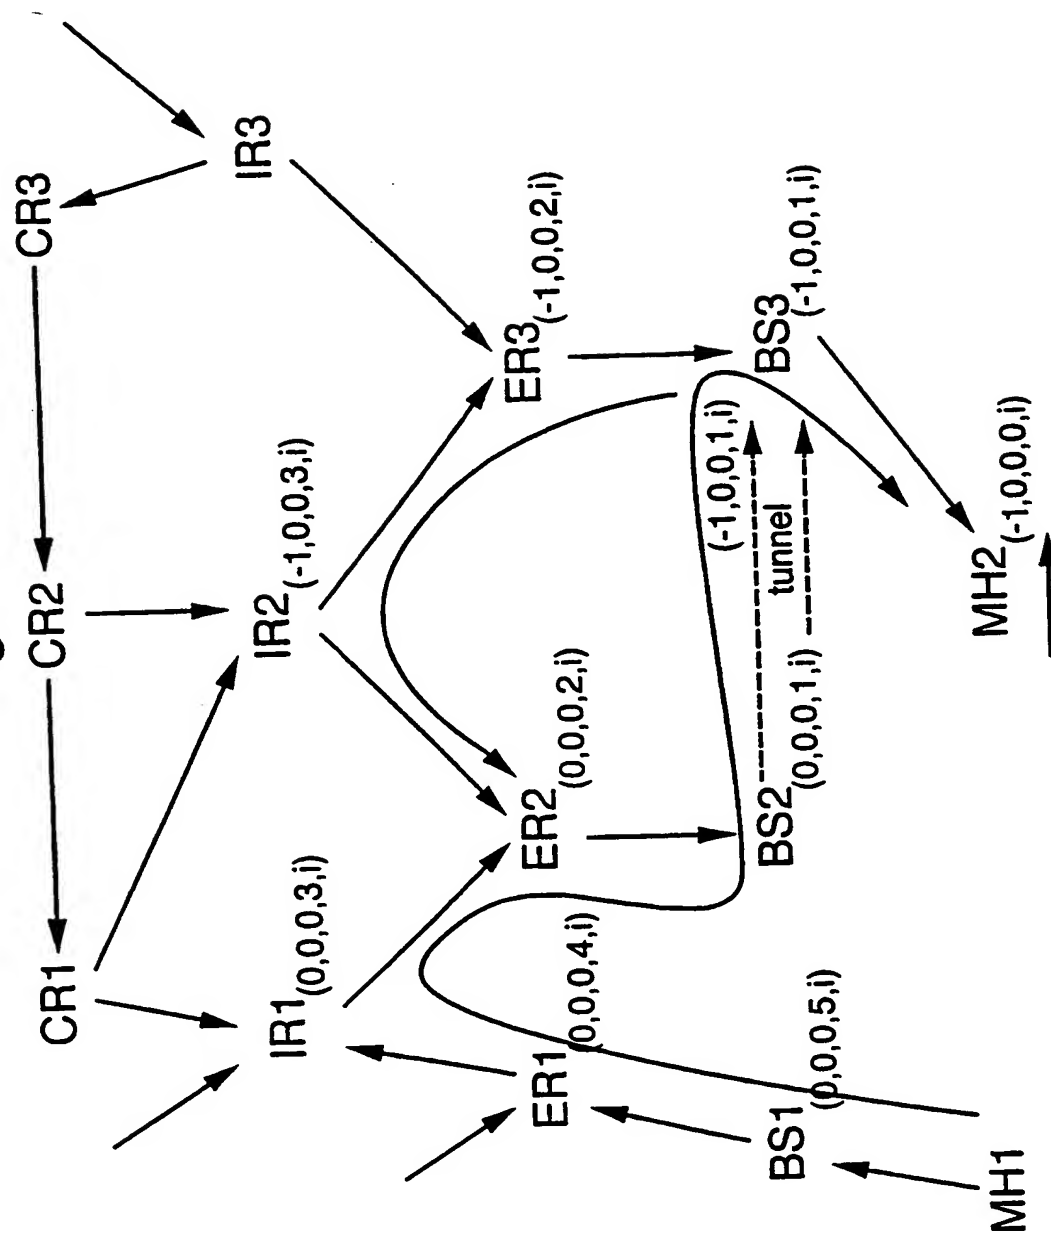 CR1
CR2
CR3
IR1(0,0,0,3,i)
IR2(-1,0,0,3,i)
IR3
ER1(0,0,0,4,i)
ER2(0,0,0,2,i)
ER3(-1,0,0,2,i)
(-1,0,0,1,i)
tunnel
BS1(0,0,0,5,i)
BS2(0,0,0,1,i)
BS3(-1,0,0,1,i)
MH1
MH2(-1,0,0,0,i)